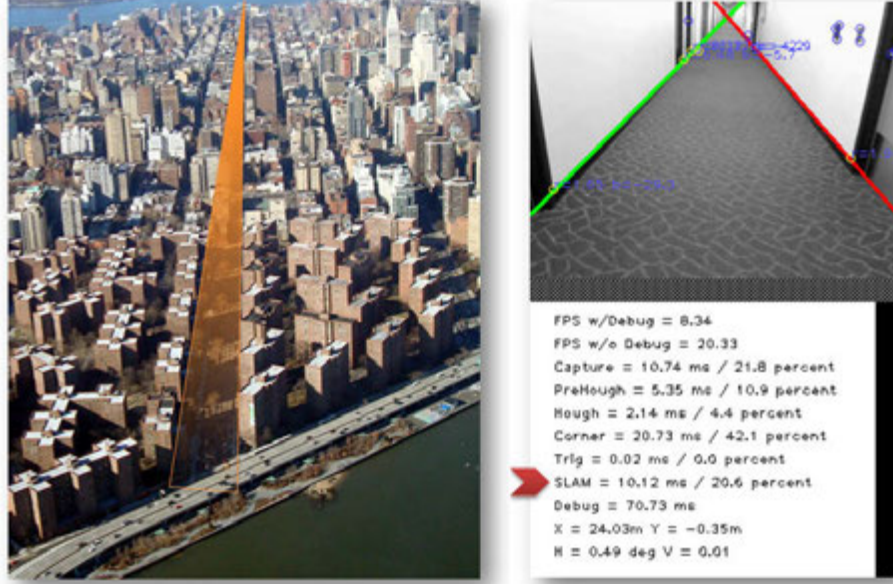 FPS w/Debug = 8.34
FPS w/o Debug = 20.33
Capture = 10.74 ms / 21.8 percent
PreHough = 5.35 ms / 10.9 percent
Hough = 2.14 ms / 4.4 percent
Corner = 20.73 ms / 42.1 percent
Trig = 0.02 ms / 0.0 percent
SLAM = 10.12 ms / 20.6 percent
Debug = 70.73 ms
X = 24.03m Y = -0.35m
H = 0.49 deg V = 0.01